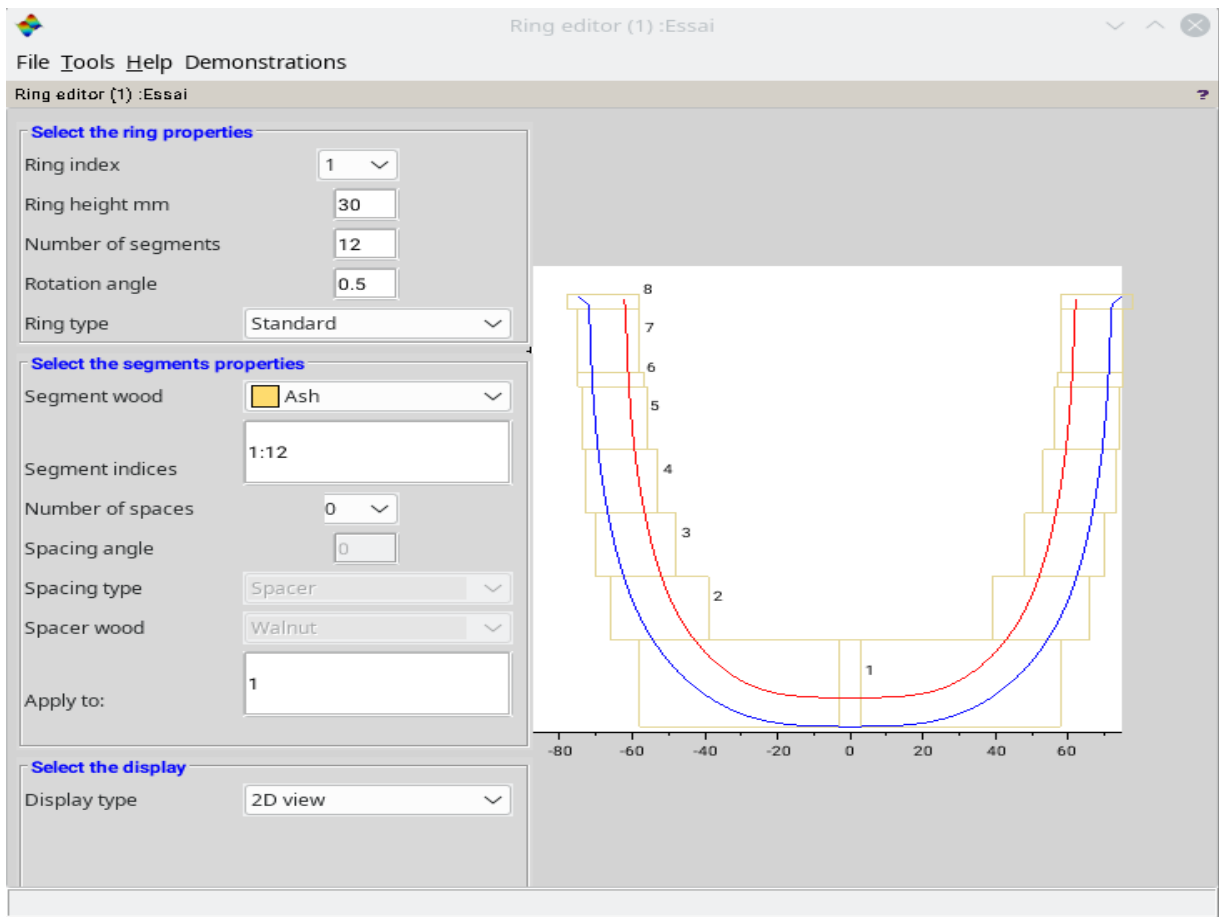 Ring editor (1) :Essai
File Tools Help Demonstrations
Ring editor (1) :Essai ?
Select the ring properties
Ring index 1
Ring height mm 30
Number of segments 12
Rotation angle 0.5
Ring type Standard
Select the segments properties
Segment wood Ash
Segment indices 1:12
Number of spaces 0
Spacing angle 0
Spacing type Spacer
Spacer wood Walnut
Apply to: 1
Select the display
Display type 2D view
8
7
6
5
4
3
2
1
-80 -60 -40 -20 0 20 40 60